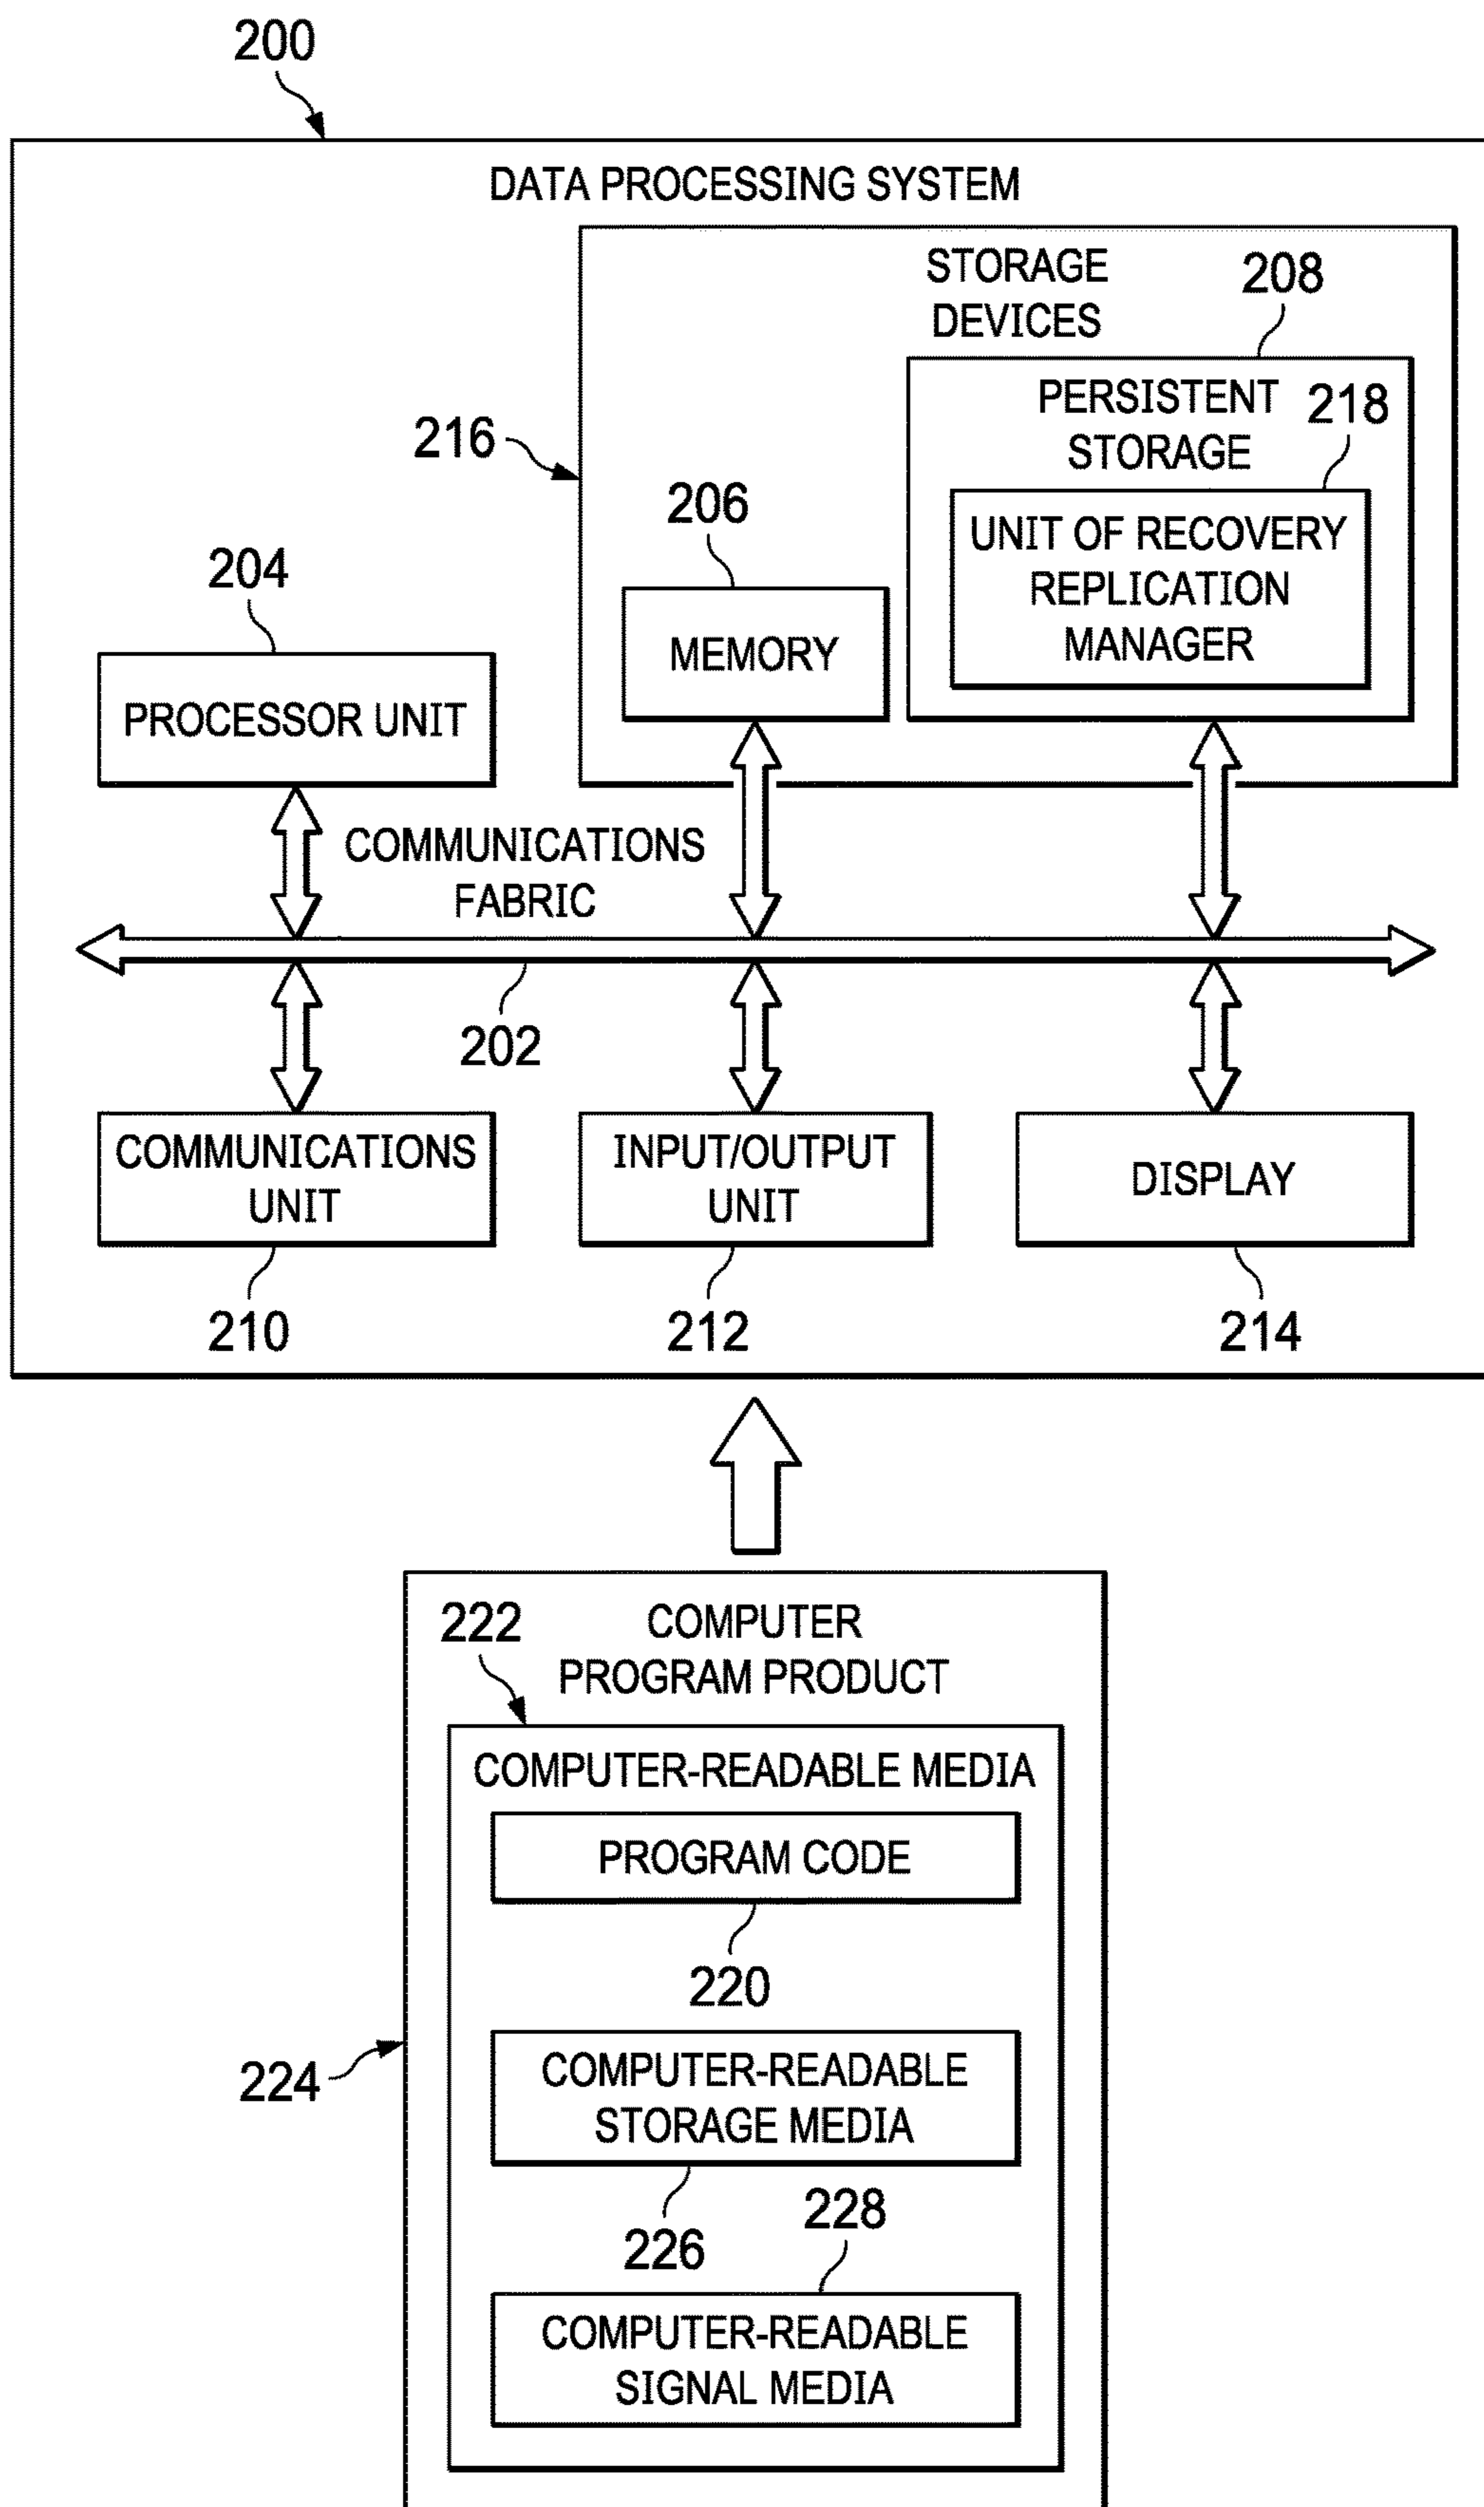 200
DATA PROCESSING SYSTEM
STORAGE
DEVICES
208
PERSISTENT
STORAGE
218
216
UNIT OF RECOVERY
REPLICATION
MANAGER
206
MEMORY
204
PROCESSOR UNIT
COMMUNICATIONS
FABRIC
202
COMMUNICATIONS
UNIT
INPUT/OUTPUT
UNIT
DISPLAY
210
212
214
222
COMPUTER
PROGRAM PRODUCT
COMPUTER-READABLE MEDIA
PROGRAM CODE
220
224
COMPUTER-READABLE
STORAGE MEDIA
226
228
COMPUTER-READABLE
SIGNAL MEDIA